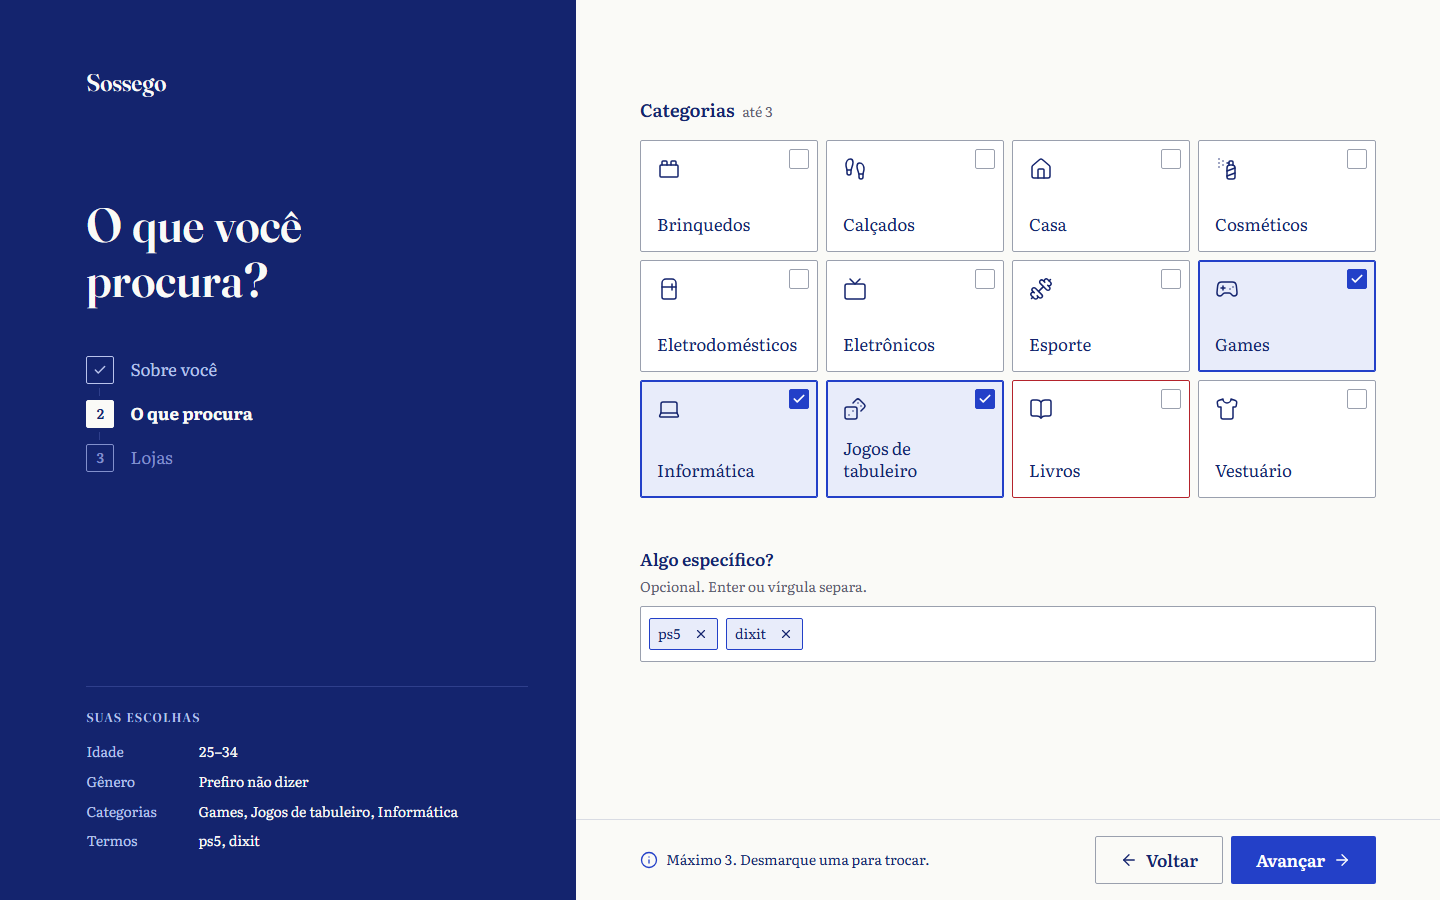 Sossego
O que você
procura?
Sobre você
2 O que procura
3 Lojas
SUAS ESCOLHAS
Idade 25–34
Gênero Prefiro não dizer
Categorias Games, Jogos de tabuleiro, Informática
Termos ps5, dixit
Categorias até 3
Brinquedos
Calçados
Casa
Cosméticos
Eletrodomésticos
Eletrônicos
Esporte
Games
Informática
Jogos de
tabuleiro
Livros
Vestuário
Algo específico?
Opcional. Enter ou vírgula separa.
ps5
dixit
Máximo 3. Desmarque uma para trocar.
Voltar
Avançar